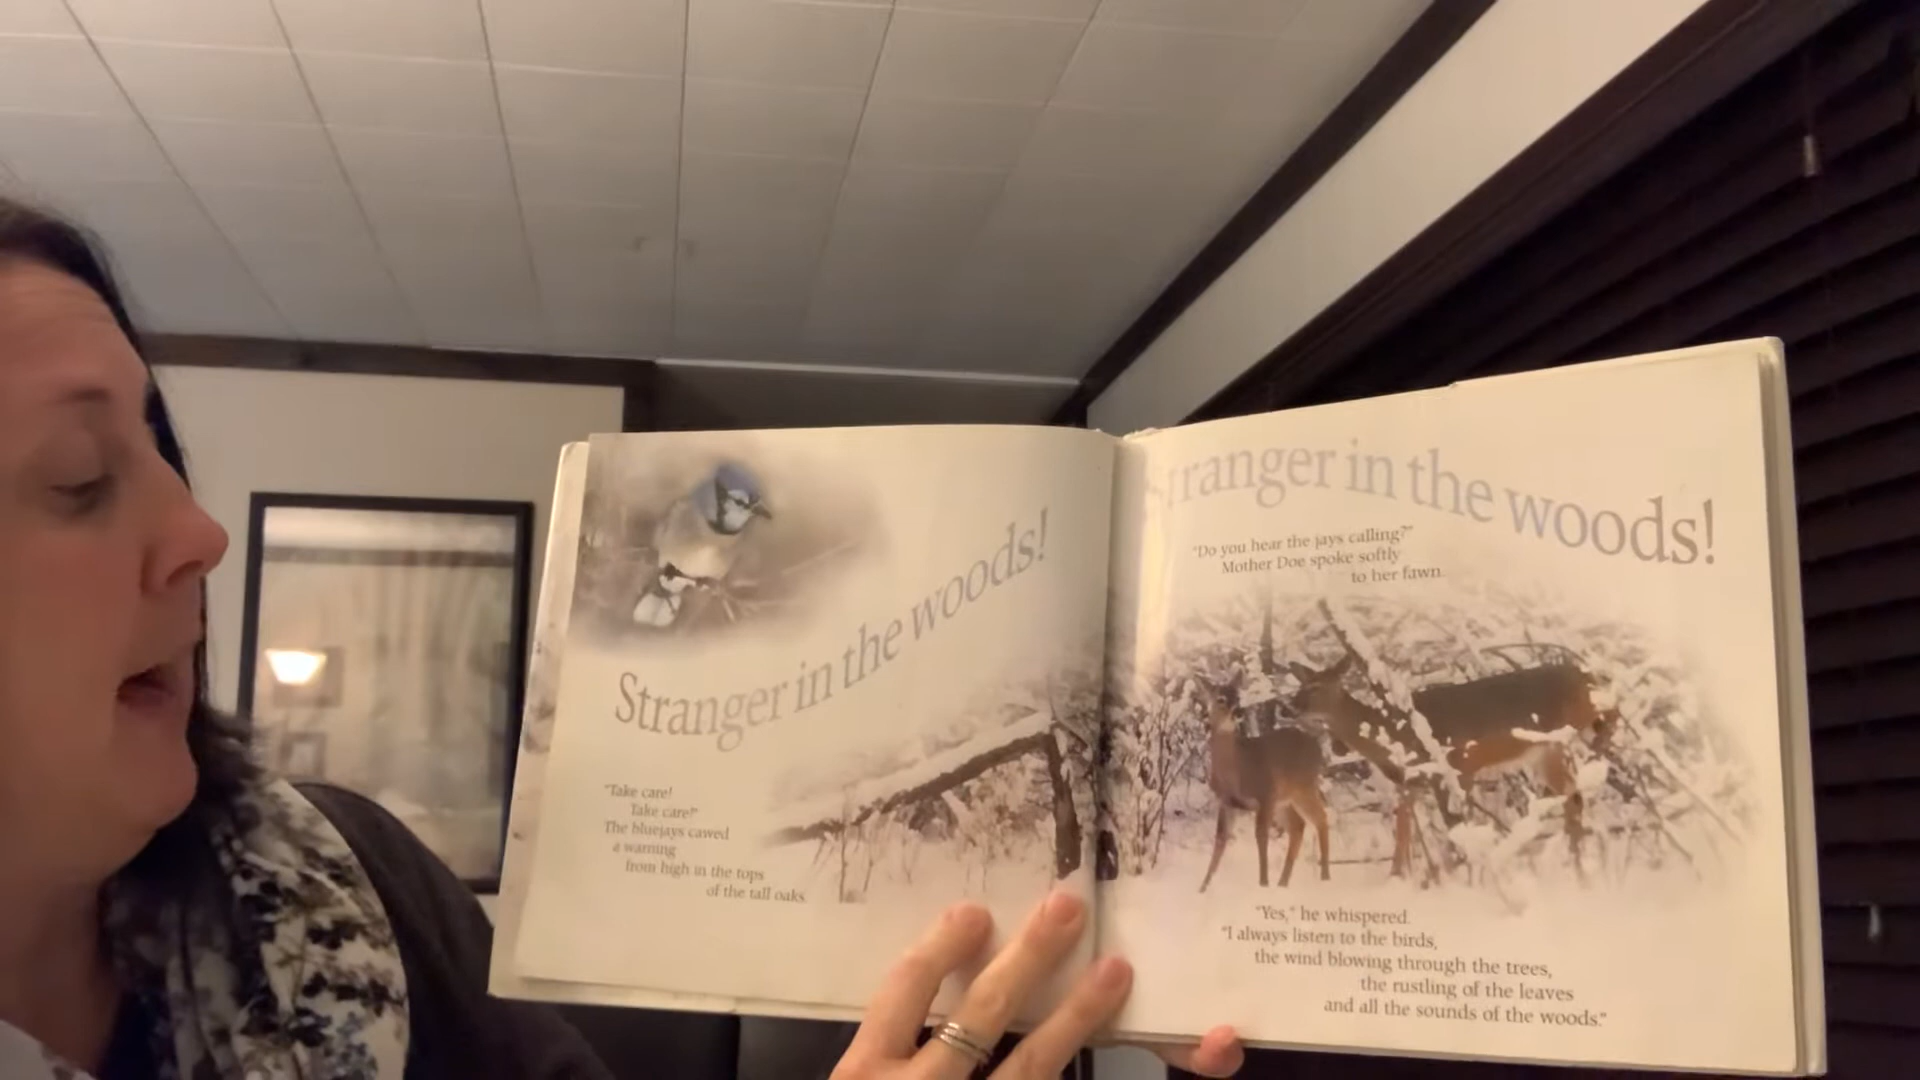 Stranger in the woods!
"Take care!
Take care!"
The bluejays cawed
a warning
from high in the tops
of the tall oaks.
Stranger in the woods!
"Do you hear the jays calling?"
Mother Doe spoke softly
to her fawn.
"Yes," he whispered.
"I always listen to the birds,
the wind blowing through the trees,
the rustling of the leaves
and all the sounds of the woods."